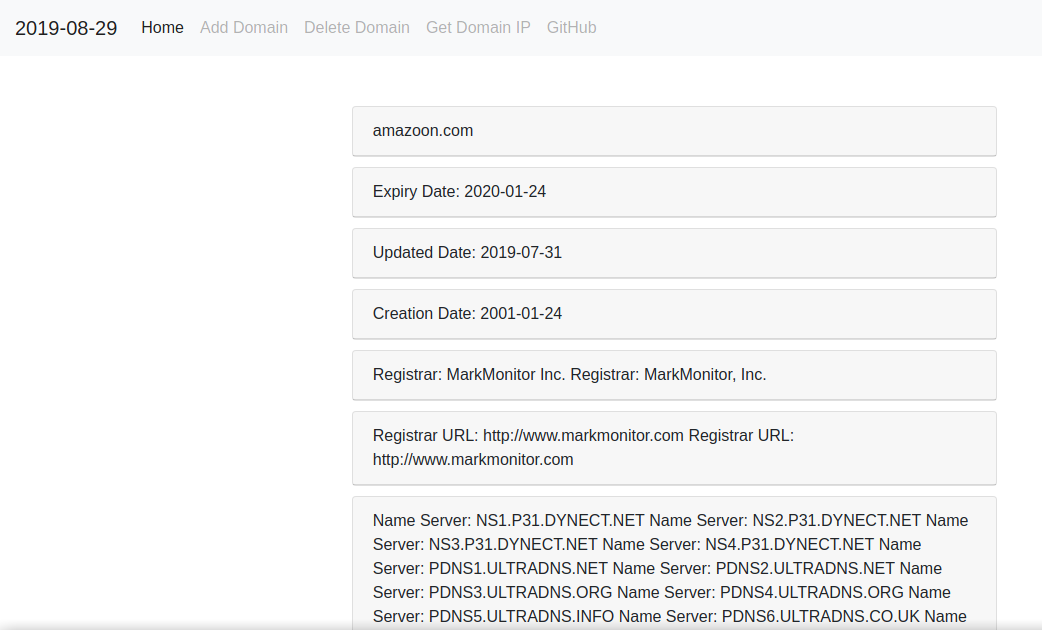 2019-08-29 Home Add Domain Delete Domain Get Domain IP GitHub
amazoon.com
Expiry Date: 2020-01-24
Updated Date: 2019-07-31
Creation Date: 2001-01-24
Registrar: MarkMonitor Inc. Registrar: MarkMonitor, Inc.
Registrar URL: http://www.markmonitor.com Registrar URL:
http://www.markmonitor.com
Name Server: NS1.P31.DYNECT.NET Name Server: NS2.P31.DYNECT.NET Name
Server: NS3.P31.DYNECT.NET Name Server: NS4.P31.DYNECT.NET Name
Server: PDNS1.ULTRADNS.NET Name Server: PDNS2.ULTRADNS.NET Name
Server: PDNS3.ULTRADNS.ORG Name Server: PDNS4.ULTRADNS.ORG Name
Server: PDNS5.ULTRADNS.INFO Name Server: PDNS6.ULTRADNS.CO.UK Name